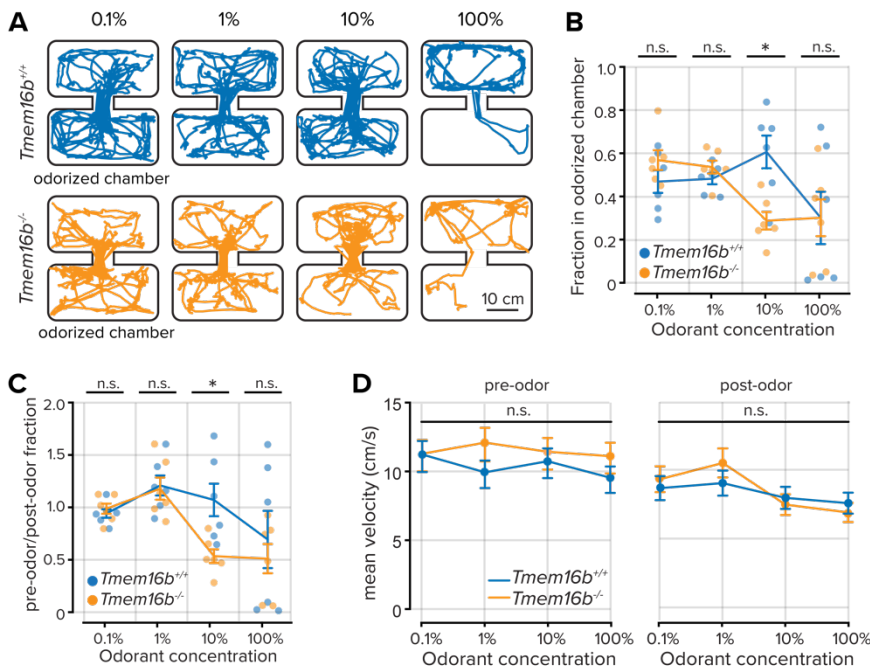 A
0.1% 1% 10% 100%
Tmem16b+/+
odorized chamber
Tmem16b-/-
10 cm
odorized chamber
B
n.s. n.s. * n.s.
Fraction in odorized chamber
1.0
0.8
0.6
0.4
0.2
0
Tmem16b+/+
Tmem16b-/-
0.1% 1% 10% 100%
Odorant concentration
C
n.s. n.s. * n.s.
pre-odor/post-odor fraction
2.0
1.5
1.0
0.5
0
Tmem16b+/+
Tmem16b-/-
0.1% 1% 10% 100%
Odorant concentration
D
pre-odor post-odor
n.s. n.s.
mean velocity (cm/s)
15
10
5
0
Tmem16b+/+
Tmem16b-/-
0.1% 1% 10% 100% 0.1% 1% 10% 100%
Odorant concentration Odorant concentration